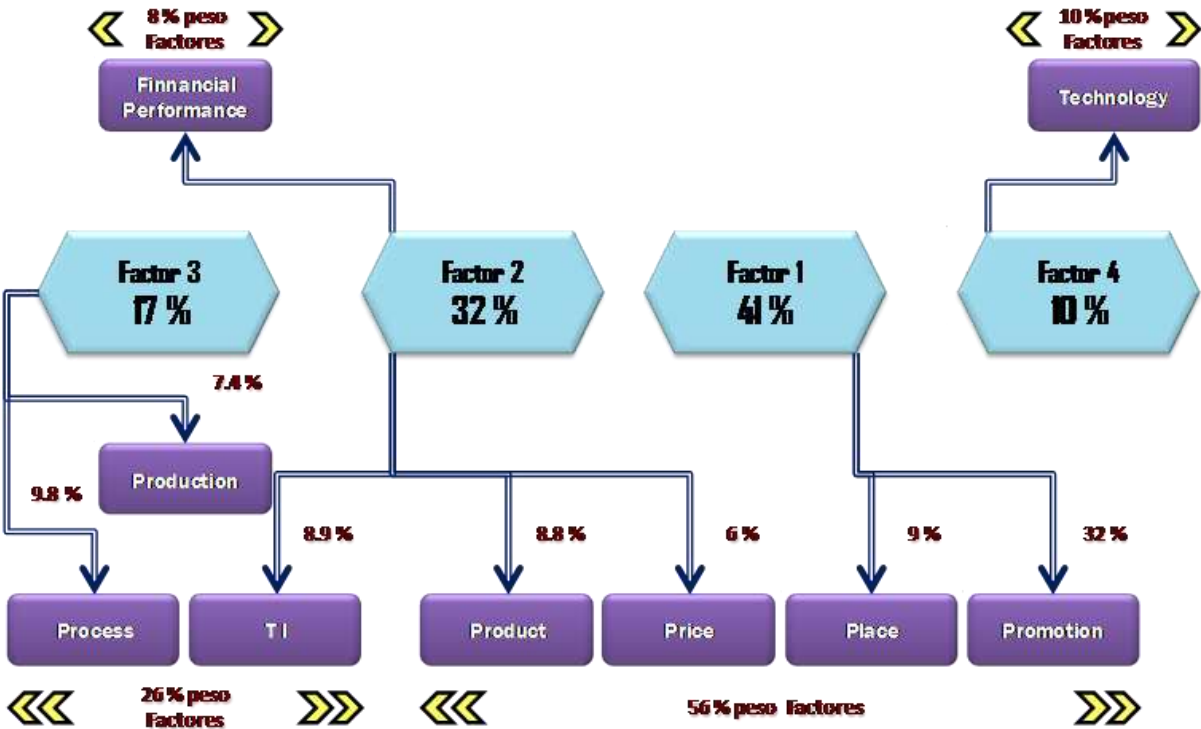 8 % peso
Factores
10 % peso
Factores
Finnancial
Performance
Technology
Factor 3
17 %
Factor 2
32 %
Factor 1
41 %
Factor 4
10 %
7.4 %
Production
9.8 %
8.9 %
8.8 %
6 %
9 %
32 %
Process
T I
Product
Price
Place
Promotion
26 % peso
Factores
56 % peso Factores